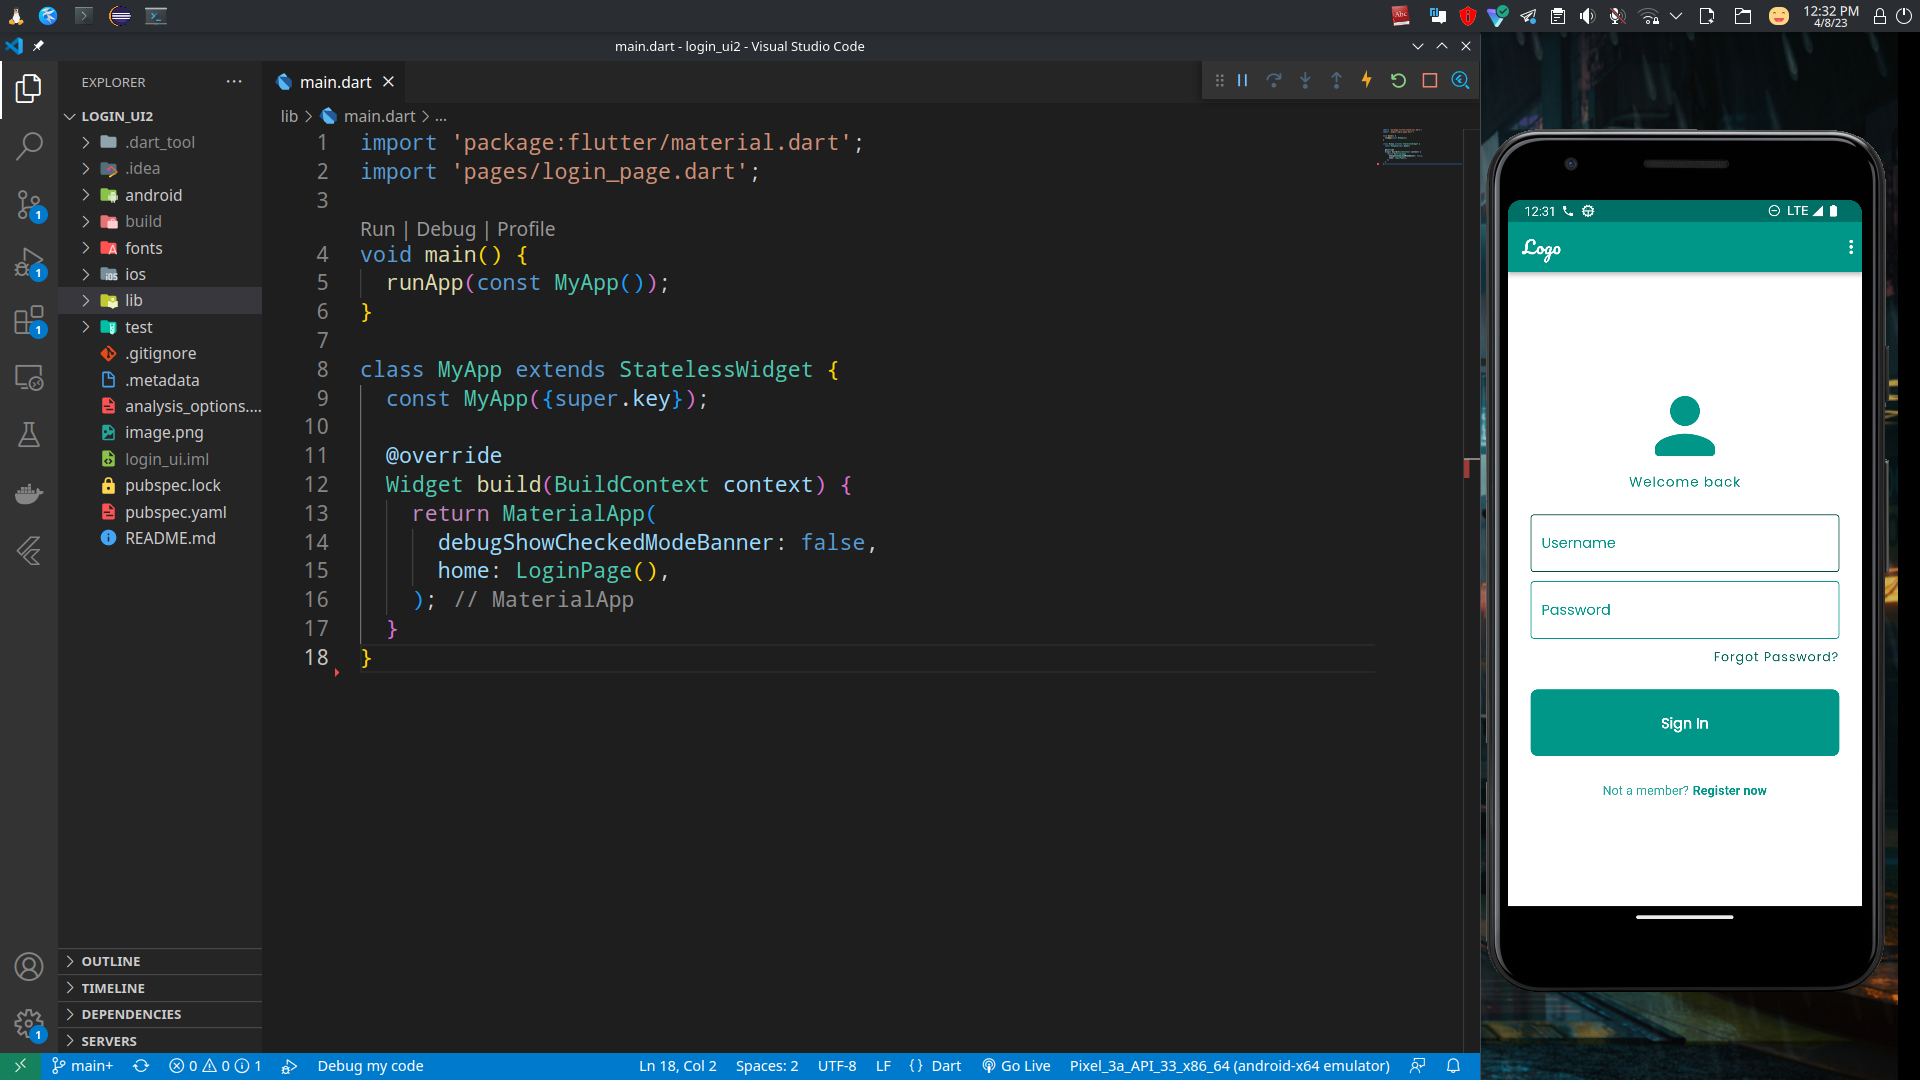 12:32 PM
4/8/23
main.dart - login_ui2 - Visual Studio Code
EXPLORER
LOGIN_UI2
.dart_tool
.idea
android
build
fonts
ios
lib
test
.gitignore
.metadata
analysis_options....
image.png
login_ui.iml
pubspec.lock
pubspec.yaml
README.md
OUTLINE
TIMELINE
DEPENDENCIES
SERVERS
1
1
1
1
main.dart
lib > main.dart > ...
1 import 'package:flutter/material.dart';
2 import 'pages/login_page.dart';
3
Run | Debug | Profile
4 void main() {
5 runApp(const MyApp());
6 }
7
8 class MyApp extends StatelessWidget {
9 const MyApp({super.key});
10
11 @override
12 Widget build(BuildContext context) {
13 return MaterialApp(
14 debugShowCheckedModeBanner: false,
15 home: LoginPage(),
16 ); // MaterialApp
17 }
18 }
main+ 0 0 1 Debug my code Ln 18, Col 2 Spaces: 2 UTF-8 LF {} Dart Go Live Pixel_3a_API_33_x86_64 (android-x64 emulator)
12:31 LTE
Logo
Welcome back
Username
Password
Forgot Password?
Sign In
Not a member? Register now